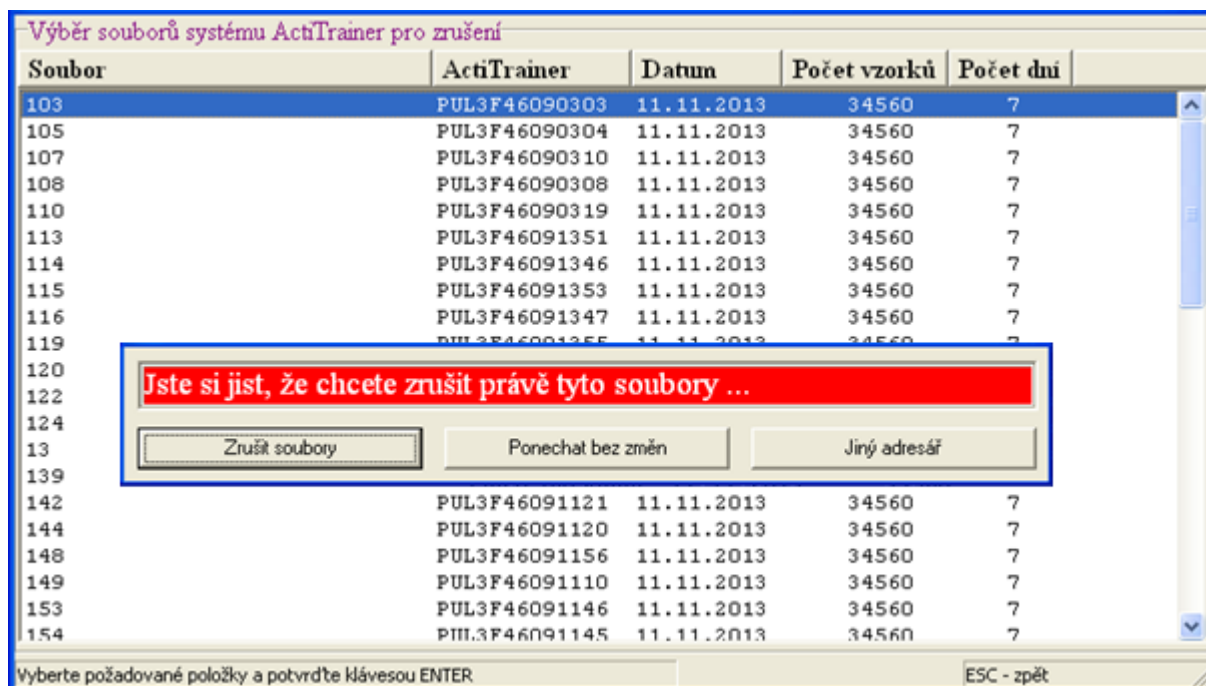 Výběr souborů systému ActiTrainer pro zrušení
Soubor ActiTrainer Datum Počet vzorků Počet dní
103 PUL3F46090303 11.11.2013 34560 7
105 PUL3F46090304 11.11.2013 34560 7
107 PUL3F46090310 11.11.2013 34560 7
108 PUL3F46090308 11.11.2013 34560 7
110 PUL3F46090319 11.11.2013 34560 7
113 PUL3F46091351 11.11.2013 34560 7
114 PUL3F46091346 11.11.2013 34560 7
115 PUL3F46091353 11.11.2013 34560 7
116 PUL3F46091347 11.11.2013 34560 7
119 PUL3F46091355 11.11.2013 34560 7
120
Jste si jist, že chcete zrušit právě tyto soubory ...
122
124
13 Zrušit soubory Ponechat bez změn Jiný adresář
139
142 PUL3F46091121 11.11.2013 34560 7
144 PUL3F46091120 11.11.2013 34560 7
148 PUL3F46091156 11.11.2013 34560 7
149 PUL3F46091110 11.11.2013 34560 7
153 PUL3F46091146 11.11.2013 34560 7
154 PUL3F46091145 11.11.2013 34560 7
Vyberte požadované položky a potvrďte klávesou ENTER ESC - zpět